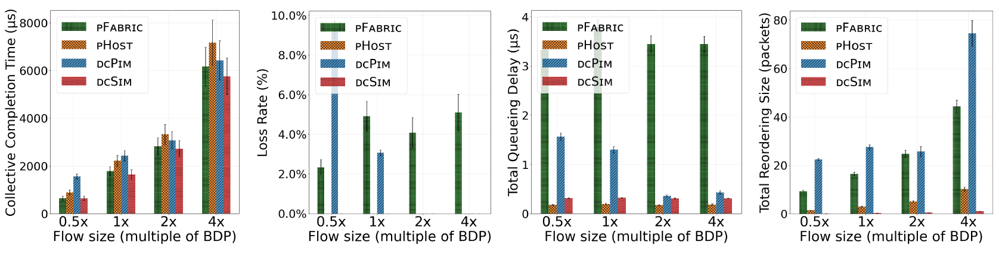 Collective Completion Time (µs)
8000
6000
4000
2000
0
pFabric
pHost
dcPim
dcSim
0.5x 1x 2x 4x
Flow size (multiple of BDP)
Loss Rate (%)
10.0%
8.0%
6.0%
4.0%
2.0%
0.0%
pFabric
pHost
dcPim
dcSim
0.5x 1x 2x 4x
Flow size (multiple of BDP)
Total Queueing Delay (µs)
4
3
2
1
0
pFabric
pHost
dcPim
dcSim
0.5x 1x 2x 4x
Flow size (multiple of BDP)
Total Reordering Size (packets)
80
60
40
20
0
pFabric
pHost
dcPim
dcSim
0.5x 1x 2x 4x
Flow size (multiple of BDP)